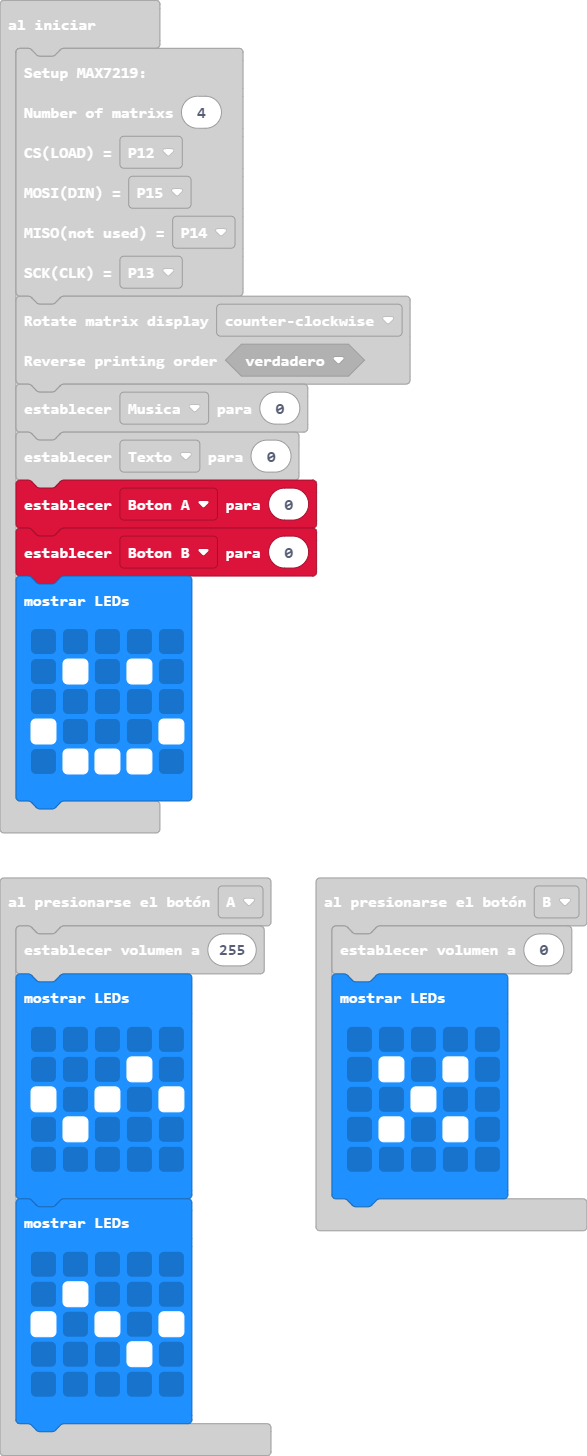 al iniciar
Setup MAX7219:
Number of matrixs 4
CS(LOAD) = P12
MOSI(DIN) = P15
MISO(not used) = P14
SCK(CLK) = P13
Rotate matrix display counter-clockwise
Reverse printing order verdadero
establecer Musica para 0
establecer Texto para 0
establecer Boton A para 0
establecer Boton B para 0
mostrar LEDs
al presionarse el botón A
establecer volumen a 255
mostrar LEDs
mostrar LEDs
al presionarse el botón B
establecer volumen a 0
mostrar LEDs